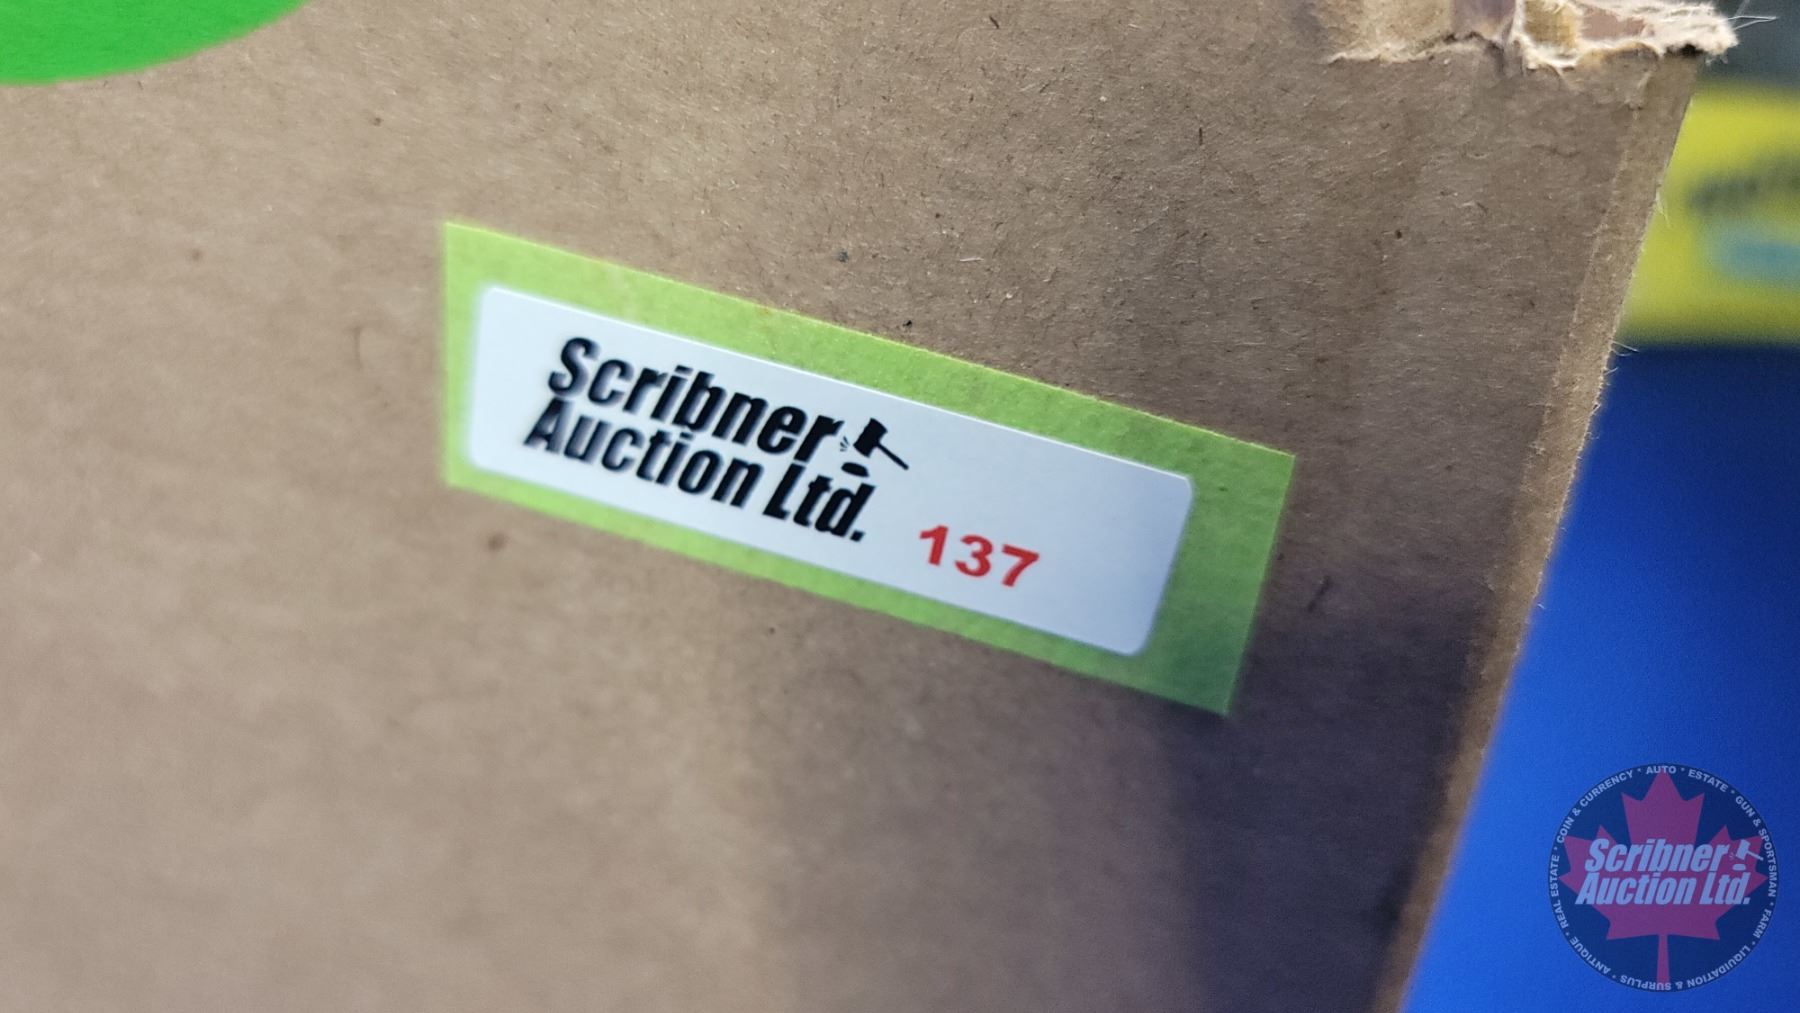 Scribner
Auction Ltd.
137
REAL ESTATE • COIN & CURRENCY • AUTO • ESTATE • GUN & SPORTSMAN • FARM • LIQUIDATION & SURPLUS • ANTIQUE •
Scribner
Auction Ltd.